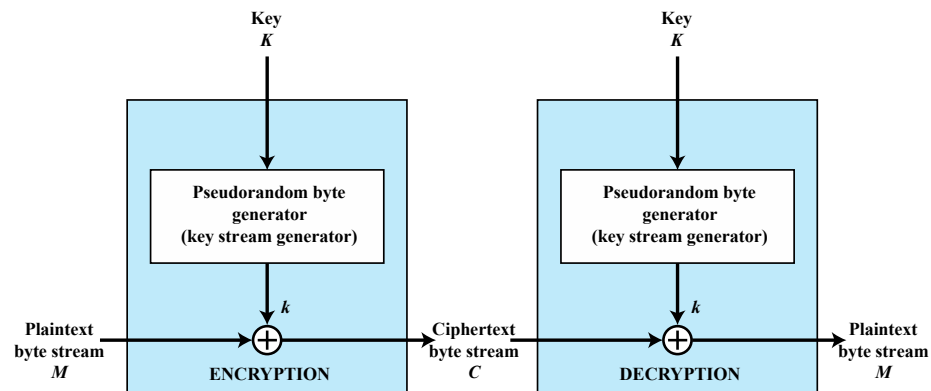 Key
K
Key
K
Pseudorandom byte
generator
(key stream generator)
Pseudorandom byte
generator
(key stream generator)
k
k
Plaintext
byte stream
M
Ciphertext
byte stream
C
Plaintext
byte stream
M
ENCRYPTION
DECRYPTION